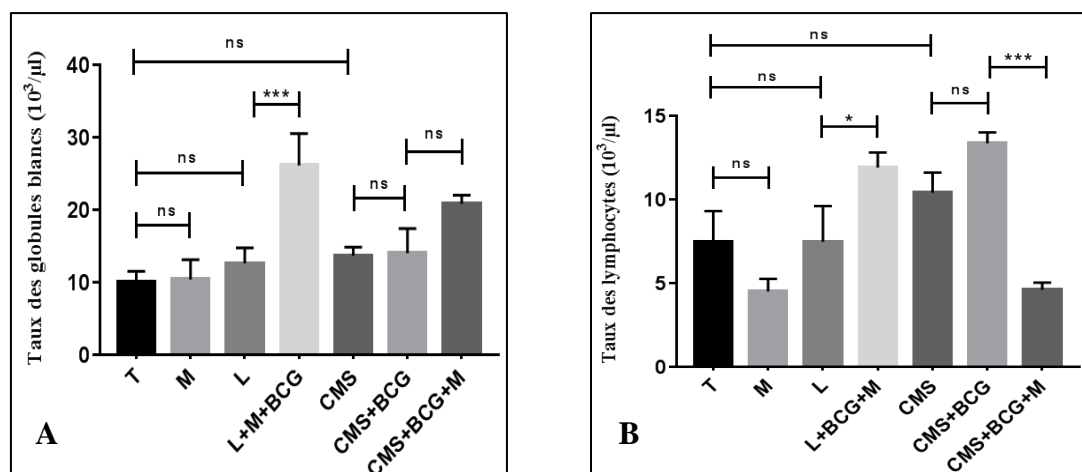 Taux des globules blancs (10³/µl)
40
30
20
10
0
ns
***
ns
ns
ns
ns
T
M
L
L+M+BCG
CMS
CMS+BCG
CMS+BCG+M
A
Taux des lymphocytes (10³/µl)
15
10
5
0
ns
***
ns
ns
*
ns
T
M
L
L+BCG+M
CMS
CMS+BCG
CMS+BCG+M
B